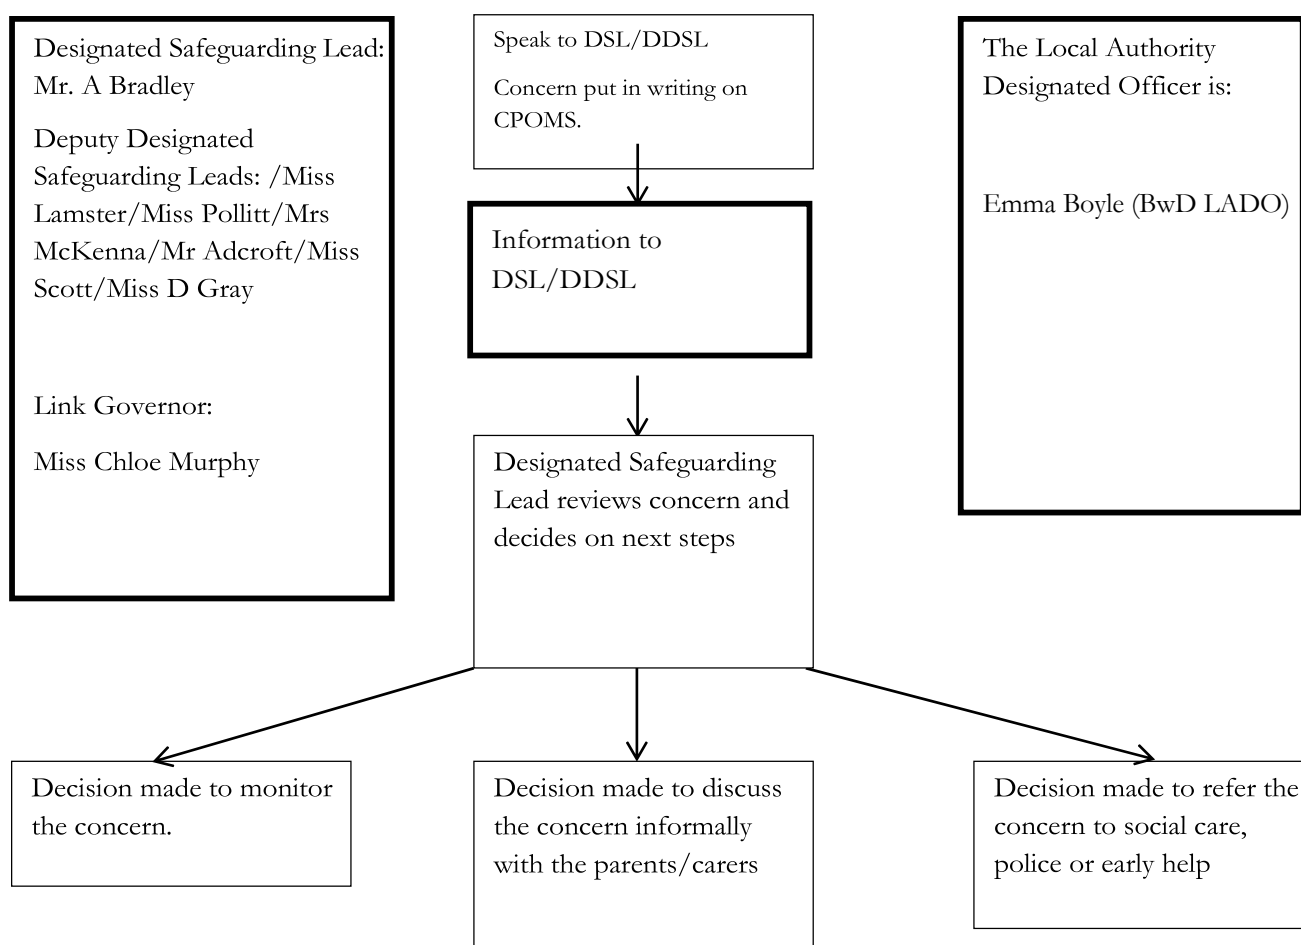 Designated Safeguarding Lead:
Mr. A Bradley
Deputy Designated
Safeguarding Leads: /Miss
Lamster/Miss Pollitt/Mrs
McKenna/Mr Adcroft/Miss
Scott/Miss D Gray
Link Governor:
Miss Chloe Murphy
Speak to DSL/DDSL
Concern put in writing on
CPOMS.
Information to
DSL/DDSL
The Local Authority
Designated Officer is:
Emma Boyle (BwD LADO)
Designated Safeguarding
Lead reviews concern and
decides on next steps
Decision made to monitor
the concern.
Decision made to discuss
the concern informally
with the parents/carers
Decision made to refer the
concern to social care,
police or early help